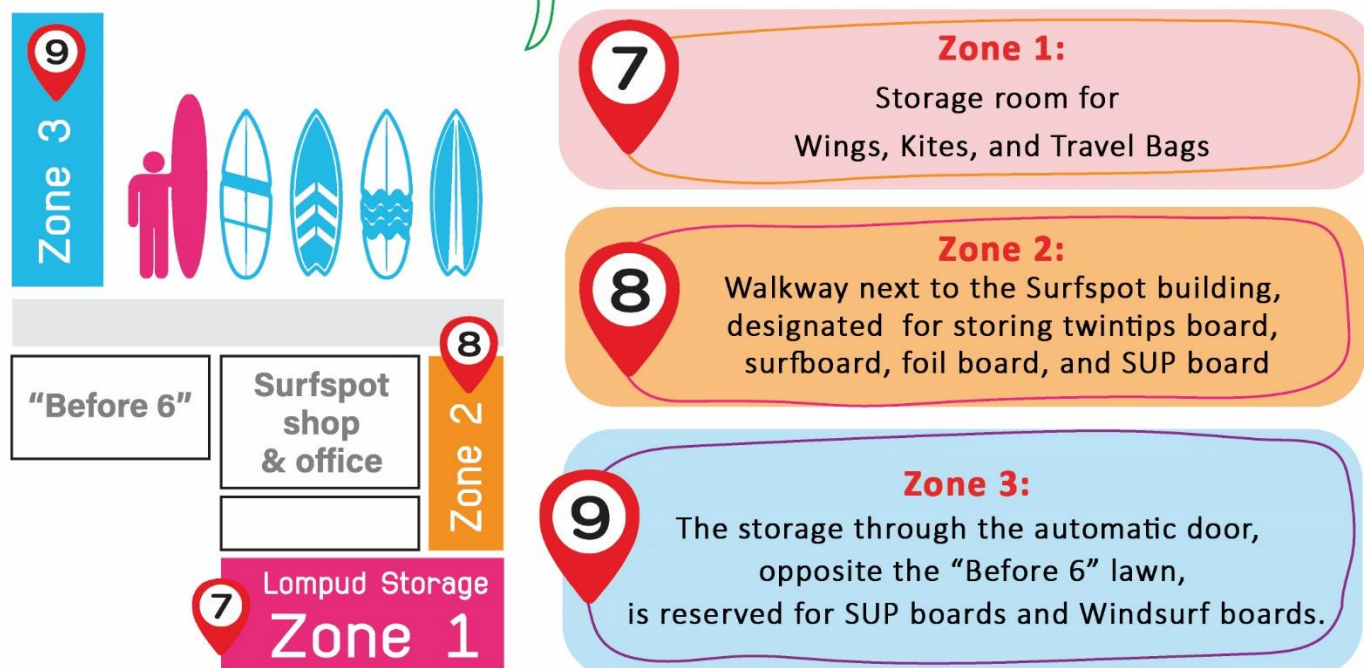 9
Zone 3
"Before 6"
Surfspot
shop
& office
8
Zone 2
7
Lompud Storage
Zone 1
7
Zone 1:
Storage room for
Wings, Kites, and Travel Bags
8
Zone 2:
Walkway next to the Surfspot building,
designated for storing twintips board,
surfboard, foil board, and SUP board
9
Zone 3:
The storage through the automatic door,
opposite the “Before 6” lawn,
is reserved for SUP boards and Windsurf boards.